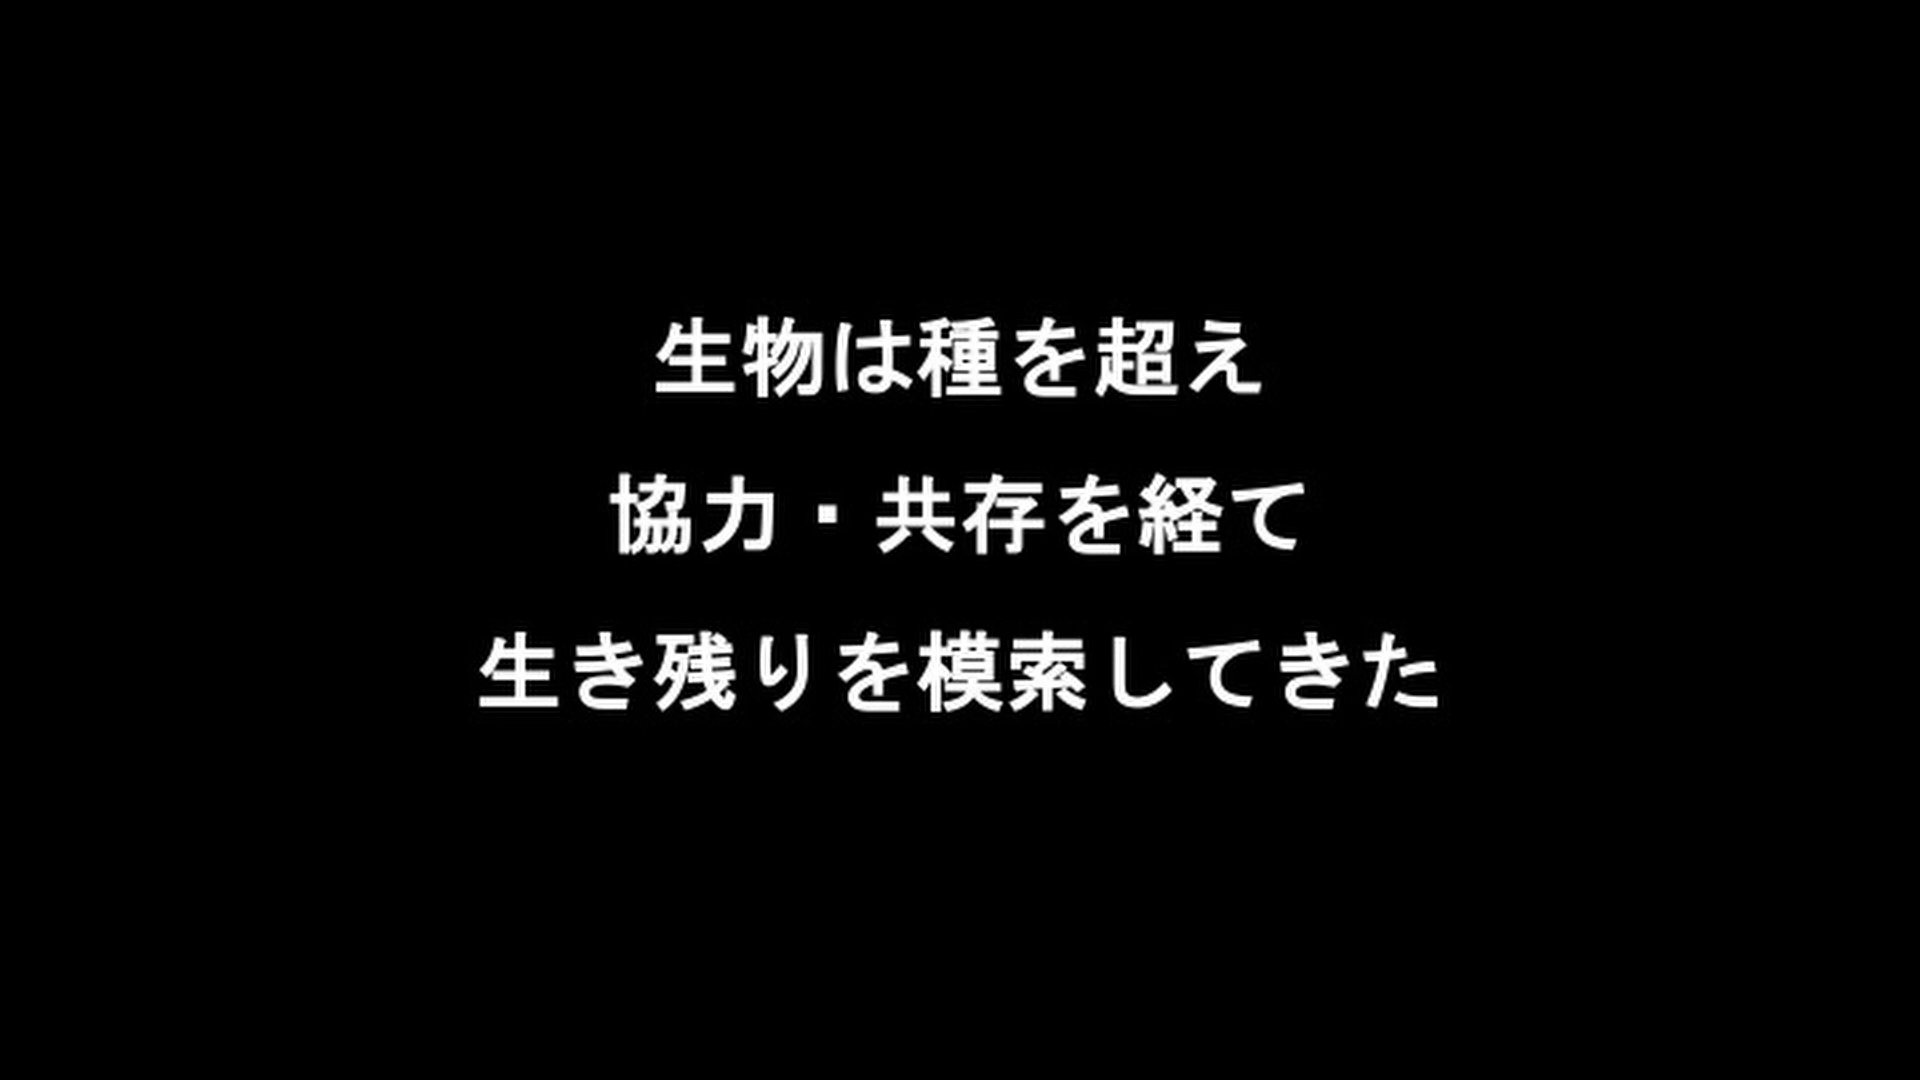 生物は種を超え
協力・共存を経て
生き残りを模索してきた